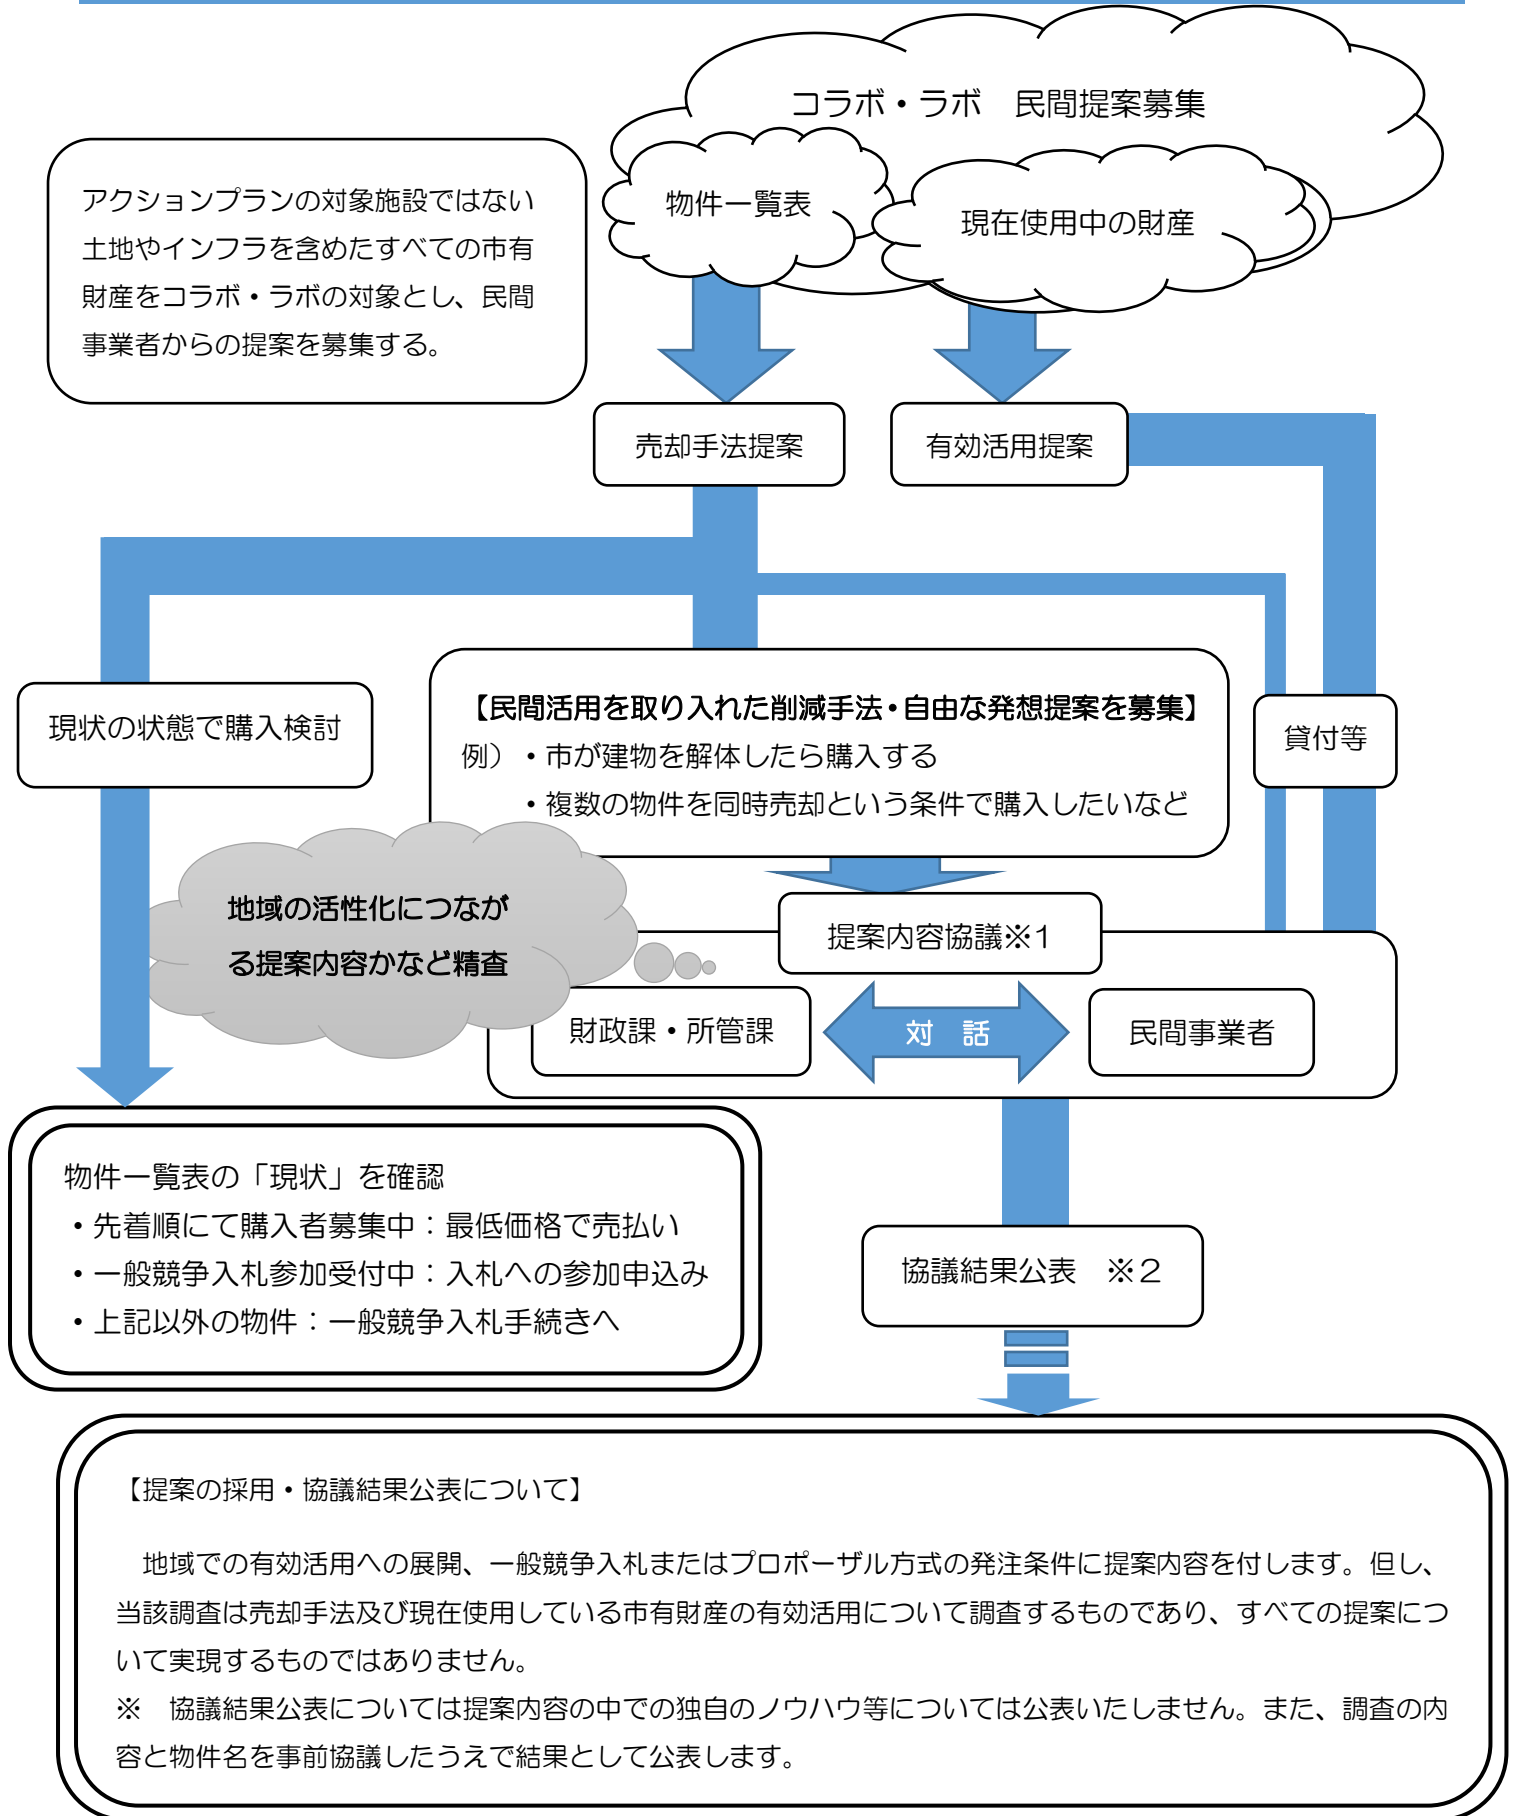 コラボ・ラボ　民間提案募集
物件一覧表
現在使用中の財産
アクションプランの対象施設ではない
土地やインフラを含めたすべての市有
財産をコラボ・ラボの対象とし、民間
事業者からの提案を募集する。
売却手法提案
有効活用提案
現状の状態で購入検討
【民間活用を取り入れた削減手法・自由な発想提案を募集】
例）・市が建物を解体したら購入する
・複数の物件を同時売却という条件で購入したいなど
貸付等
地域の活性化につなが
る提案内容かなど精査
提案内容協議※1
財政課・所管課
対　話
民間事業者
物件一覧表の「現状」を確認
・先着順にて購入者募集中：最低価格で売払い
・一般競争入札参加受付中：入札への参加申込み
・上記以外の物件：一般競争入札手続きへ
協議結果公表　※２
【提案の採用・協議結果公表について】
　地域での有効活用への展開、一般競争入札またはプロポーザル方式の発注条件に提案内容を付します。但し、
当該調査は売却手法及び現在使用している市有財産の有効活用について調査するものであり、すべての提案につ
いて実現するものではありません。
※　協議結果公表については提案内容の中での独自のノウハウ等については公表いたしません。また、調査の内
容と物件名を事前協議したうえで結果として公表します。